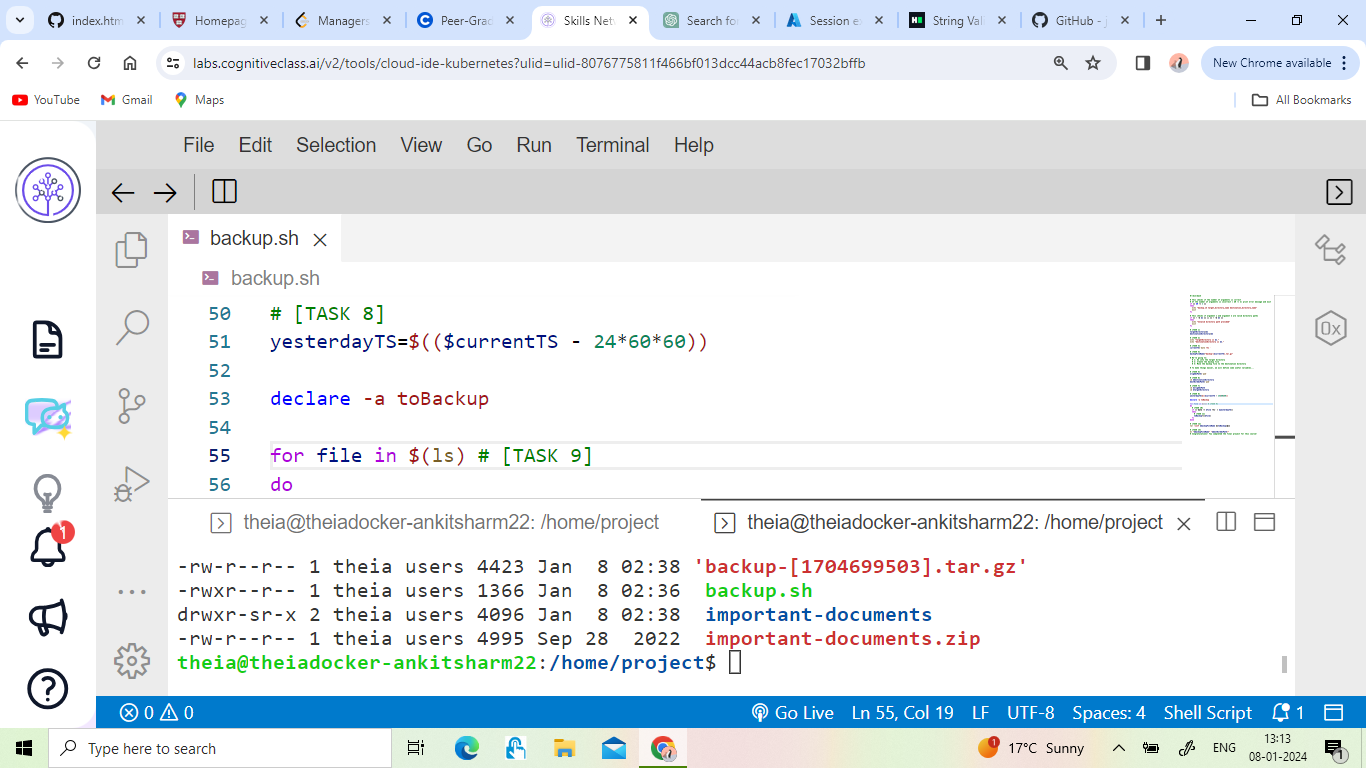 index.htm
Homepag
Managers
Peer-Grad
Skills Net
Search fo
Session e
String Vali
GitHub - j
labs.cognitiveclass.ai/v2/tools/cloud-ide-kubernetes?ulid=ulid-8076775811f466bf013dcc44acb8fec17032bffb
New Chrome available
YouTube
Gmail
Maps
All Bookmarks
File Edit Selection View Go Run Terminal Help
backup.sh
backup.sh
50 # [TASK 8]
51 yesterdayTS=$(($currentTS - 24*60*60))
52
53 declare -a toBackup
54
55 for file in $(ls) # [TASK 9]
56 do
theia@theiadocker-ankitsharm22: /home/project
theia@theiadocker-ankitsharm22: /home/project
-rw-r--r-- 1 theia users 4423 Jan  8 02:38 'backup-[1704699503].tar.gz'
-rwxr--r-- 1 theia users 1366 Jan  8 02:36  backup.sh
drwxr-sr-x 2 theia users 4096 Jan  8 02:38  important-documents
-rw-r--r-- 1 theia users 4995 Sep 28  2022  important-documents.zip
theia@theiadocker-ankitsharm22:/home/project$
1
0x
0 0
Go Live Ln 55, Col 19 LF UTF-8 Spaces: 4 Shell Script 1
Type here to search
1
17°C Sunny
ENG
13:13
08-01-2024
1